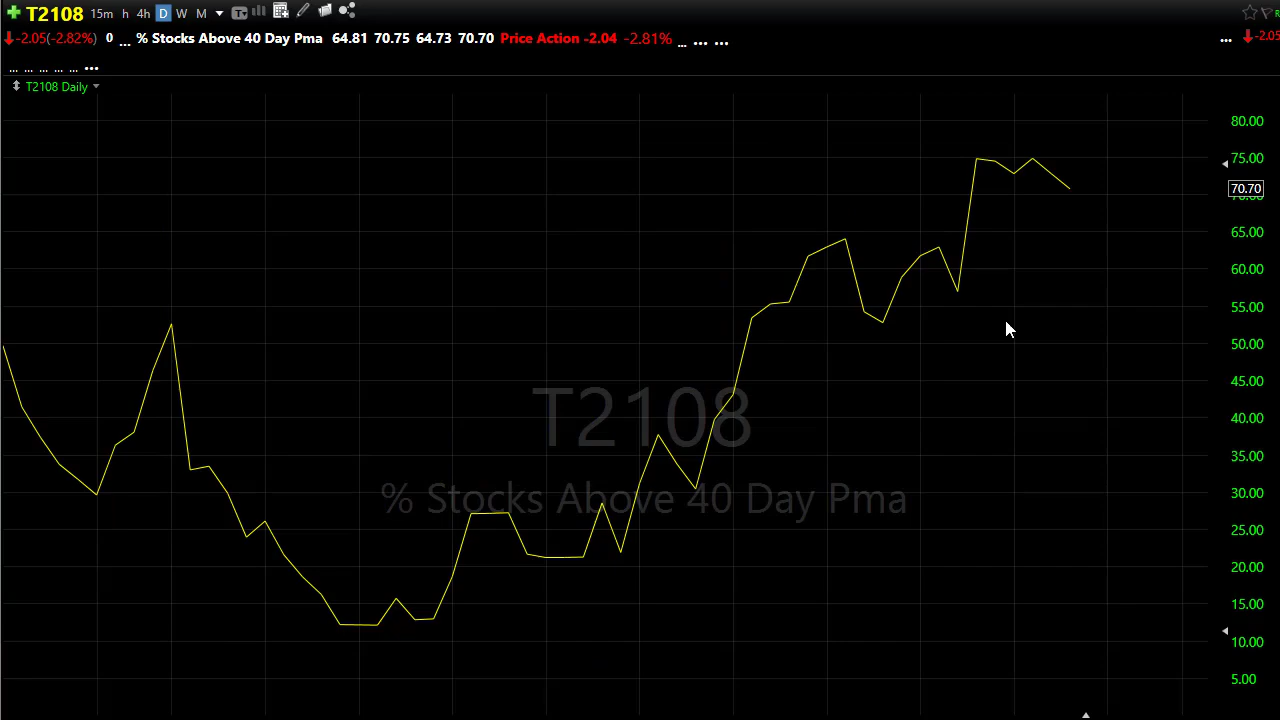 T2108 15m h 4h D W M T
-2.05(-2.82%) 0 ... % Stocks Above 40 Day Pma 64.81 70.75 64.73 70.70 Price Action -2.04 -2.81% ... ... ... ... -2.05
... ... ... ... ... ...
T2108 Daily
80.00
75.00
70.70
65.00
60.00
55.00
50.00
45.00
40.00
35.00
30.00
25.00
20.00
15.00
10.00
5.00
T2108
% Stocks Above 40 Day Pma